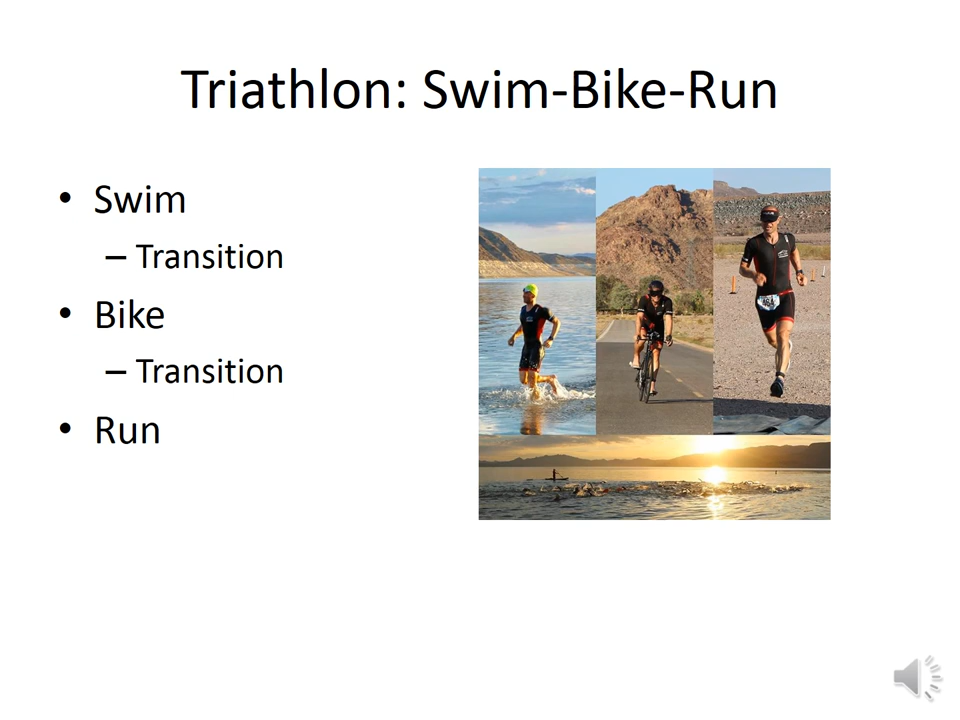 Triathlon: Swim-Bike-Run
• Swim
– Transition
• Bike
– Transition
• Run